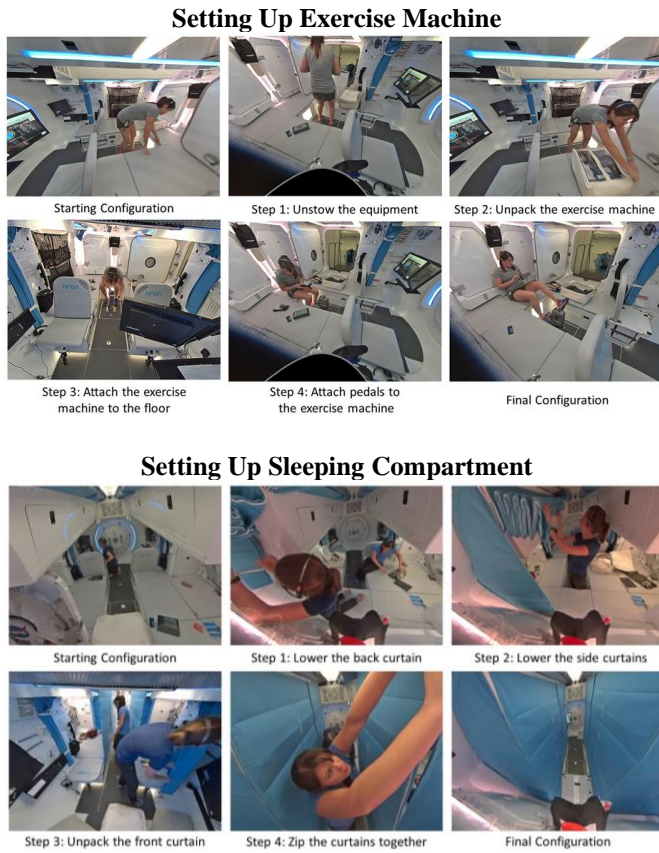 Setting Up Exercise Machine
Starting Configuration
Step 1: Unstow the equipment
Step 2: Unpack the exercise machine
NASA
NASA
Step 3: Attach the exercise
machine to the floor
Step 4: Attach pedals to
the exercise machine
Final Configuration
Setting Up Sleeping Compartment
Starting Configuration
Step 1: Lower the back curtain
Step 2: Lower the side curtains
Step 3: Unpack the front curtain
Step 4: Zip the curtains together
Final Configuration